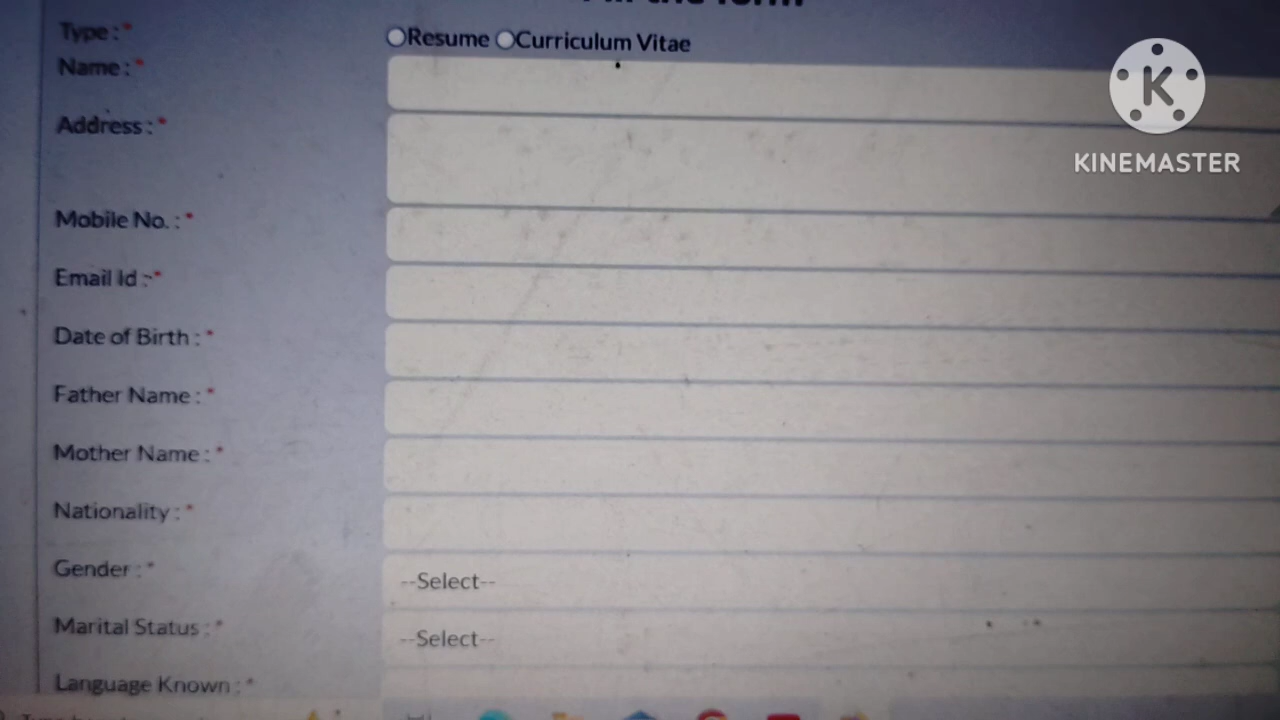 Type : *
Resume Curriculum Vitae
Name : *
Address : *
Mobile No. : *
Email Id :-*
Date of Birth : *
Father Name : *
Mother Name : *
Nationality : *
Gender : *
--Select--
Marital Status : *
--Select--
Language Known : *
K
KINEMASTER